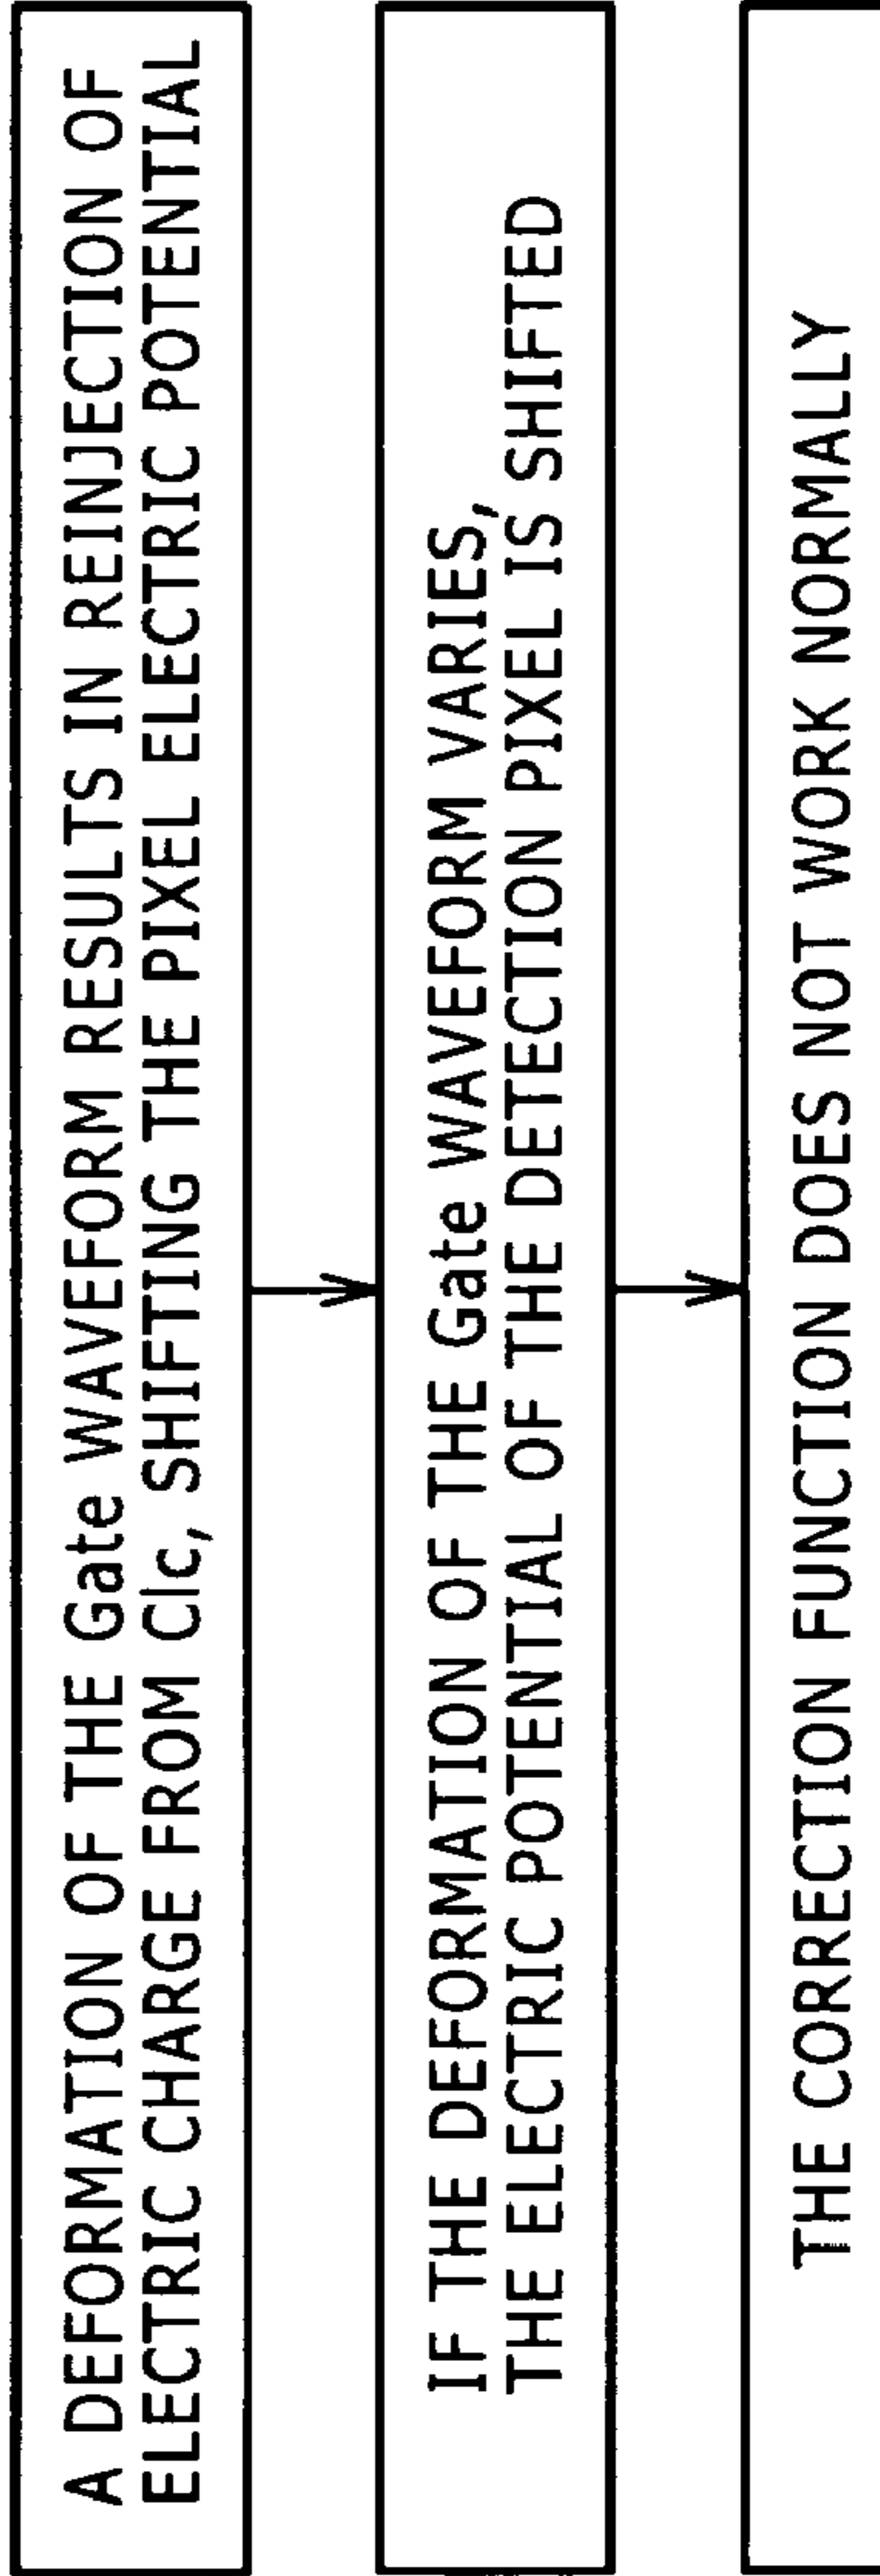 A DEFORMATION OF THE Gate WAVEFORM RESULTS IN REINJECTION OF
ELECTRIC CHARGE FROM Clc, SHIFTING THE PIXEL ELECTRIC POTENTIAL
IF THE DEFORMATION OF THE Gate WAVEFORM VARIES,
THE ELECTRIC POTENTIAL OF THE DETECTION PIXEL IS SHIFTED
THE CORRECTION FUNCTION DOES NOT WORK NORMALLY